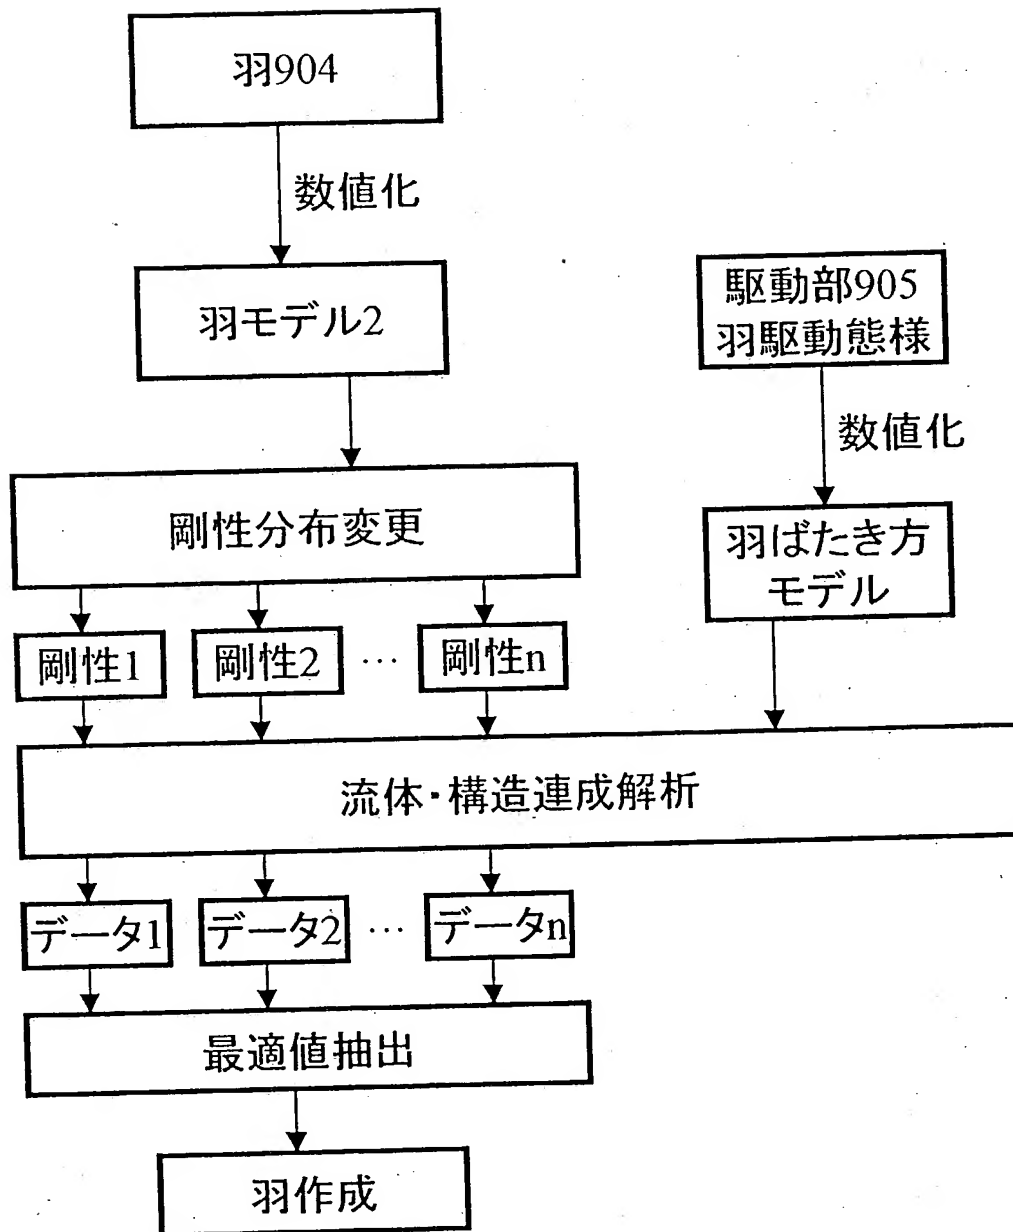 羽904
数値化
羽モデル2
駆動部905
羽駆動態様
数値化
剛性分布変更
羽ばたき方
モデル
剛性1 剛性2 … 剛性n
流体・構造連成解析
データ1 データ2 … データn
最適値抽出
羽作成